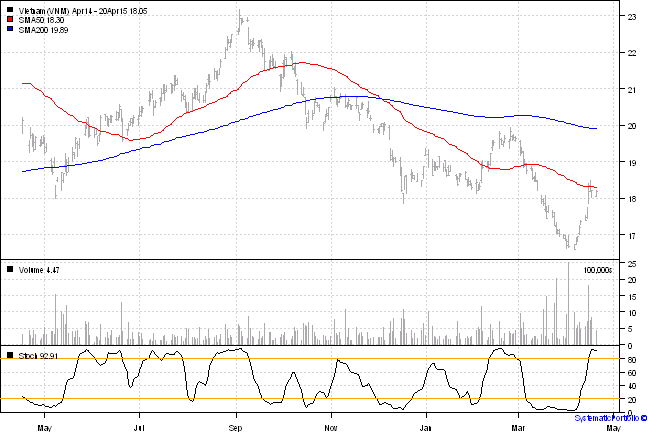 Vietnam (VNM) Apr14 - 20Apr15 18.05
SMA50 18.30
SMA200 19.89
23
22
21
20
19
18
17
Volume 4.47
100,000s
25
20
15
10
5
0
Stoch 92.91
80
60
40
20
0
May Jul Sep Nov Jan Mar May
SystematicPortfolio ©